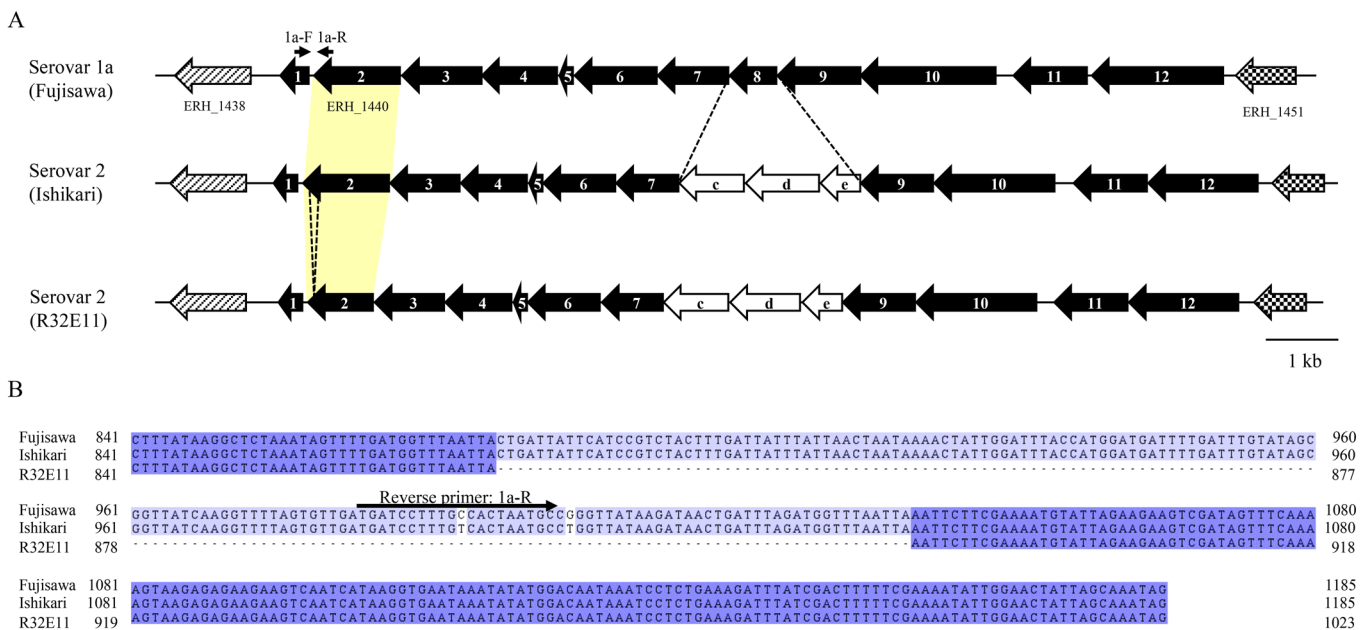 A
1a-F 1a-R
Serovar 1a
(Fujisawa)
1 2 3 4 5 6 7 8 9 10 11 12
ERH_1438 ERH_1440 ERH_1451
Serovar 2
(Ishikari)
1 2 3 4 5 6 7 c d e 9 10 11 12
Serovar 2
(R32E11)
1 2 3 4 5 6 7 c d e 9 10 11 12
1 kb
B
Fujisawa 841 CTTTATAAGGCTCTAAATAGTTTTGATGGTTTAATTACTGATTATTCATCCGTCTACTTTGATTATTTATTAACTAATAAAACTATTGGATTTACCATGGATGATTTTGATTTGTATAGC 960
Ishikari 841 CTTTATAAGGCTCTAAATAGTTTTGATGGTTTAATTACTGATTATTCATCCGTCTACTTTGATTATTTATTAACTAATAAAACTATTGGATTTACCATGGATGATTTTGATTTGTATAGC 960
R32E11 841 CTTTATAAGGCTCTAAATAGTTTTGATGGTTTAATTA----------------------------------------------------------------------------------- 877
Reverse primer: 1a-R
Fujisawa 961 GGTTATCAAGGTTTTAGTGTTGATGATCCTTTGCCACTAATGCCGGGTTATAAGATAACTGATTTAGATGGTTTAATTAAATTCTTCGAAAATGTATTAGAAGAAGTCGATAGTTTCAAA 1080
Ishikari 961 GGTTATCAAGGTTTTAGTGTTGATGATCCTTTGTCACTAATGCCTGGTTATAAGATAACTGATTTAGATGGTTTAATTAAATTCTTCGAAAATGTATTAGAAGAAGTCGATAGTTTCAAA 1080
R32E11 878 -------------------------------------------------------------------------------AATTCTTCGAAAATGTATTAGAAGAAGTCGATAGTTTCAAA 918
Fujisawa 1081 AGTAAGAGAGAAGAAGTCAATCATAAGGTGAATAAATATATGGACAATAAATCCTCTGAAAGATTTATCGACTTTTTCGAAAATATTGGAACTATTAGCAAATAG 1185
Ishikari 1081 AGTAAGAGAGAAGAAGTCAATCATAAGGTGAATAAATATATGGACAATAAATCCTCTGAAAGATTTATCGACTTTTTCGAAAATATTGGAACTATTAGCAAATAG 1185
R32E11 919 AGTAAGAGAGAAGAAGTCAATCATAAGGTGAATAAATATATGGACAATAAATCCTCTGAAAGATTTATCGACTTTTTCGAAAATATTGGAACTATTAGCAAATAG 1023